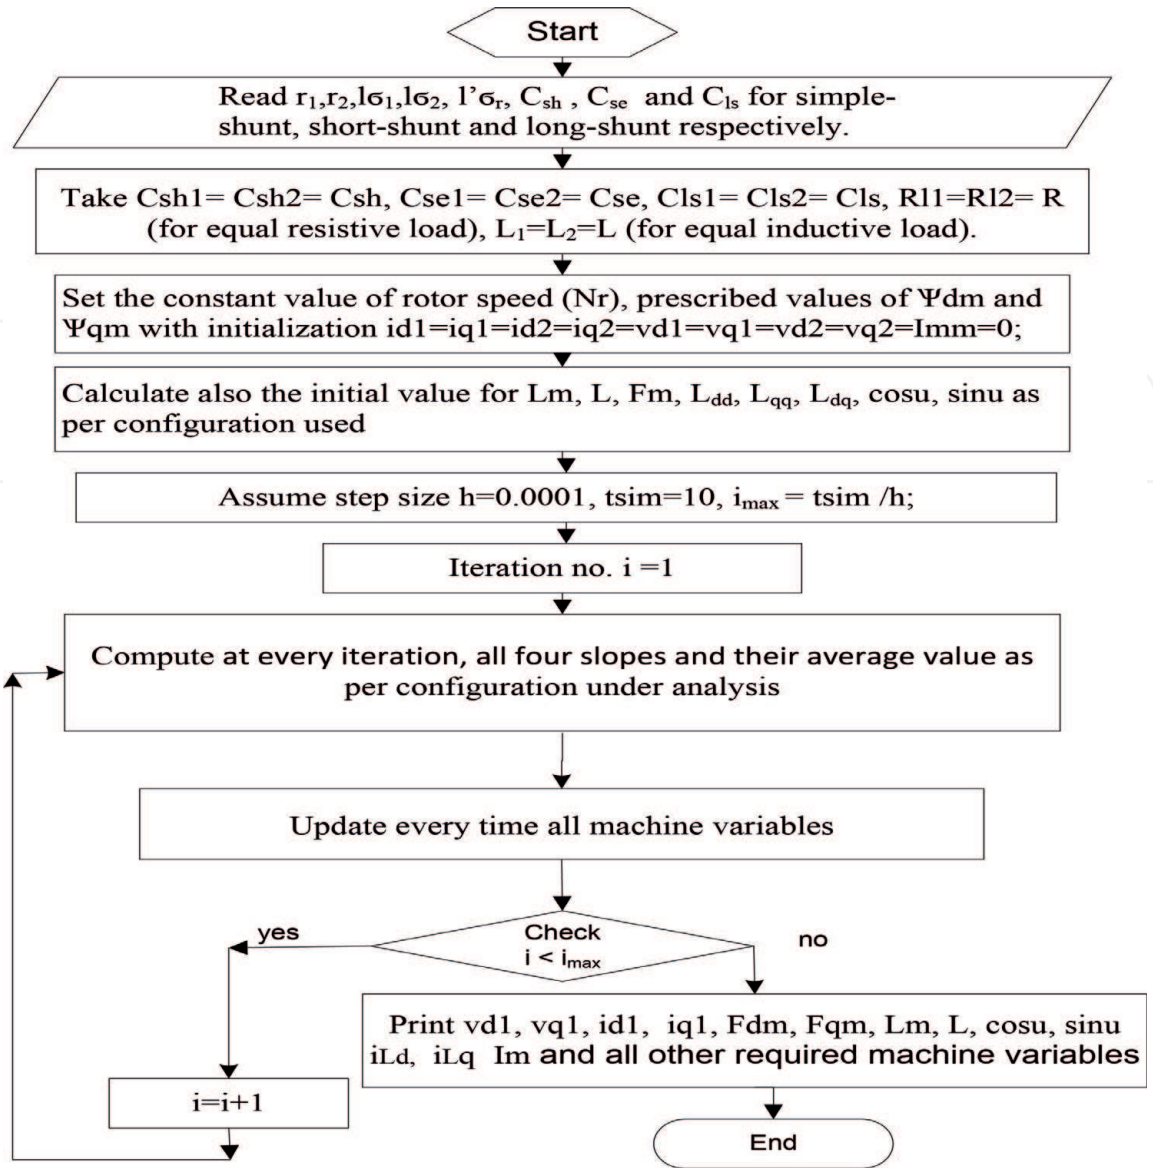 Start
Read r₁,r₂,lσ₁,lσ₂, l’σᵣ, Cₛₕ , Cₛₑ and Cₗₛ for simple-
shunt, short-shunt and long-shunt respectively.
Take Csh1= Csh2= Csh, Cse1= Cse2= Cse, Cls1= Cls2= Cls, Rl1=Rl2= R
(for equal resistive load), L₁=L₂=L (for equal inductive load).
Set the constant value of rotor speed (Nr), prescribed values of Ψdm and
Ψqm with initialization id1=iq1=id2=iq2=vd1=vq1=vd2=vq2=Imm=0;
Calculate also the initial value for Lm, L, Fm, L_dd, L_qq, L_dq, cosu, sinu as
per configuration used
Assume step size h=0.0001, tsim=10, i_max = tsim /h;
Iteration no. i =1
Compute at every iteration, all four slopes and their average value as
per configuration under analysis
Update every time all machine variables
yes
Check
i < i_max
no
Print vd1, vq1, id1, iq1, Fdm, Fqm, Lm, L, cosu, sinu
iLd, iLq Im and all other required machine variables
i=i+1
End